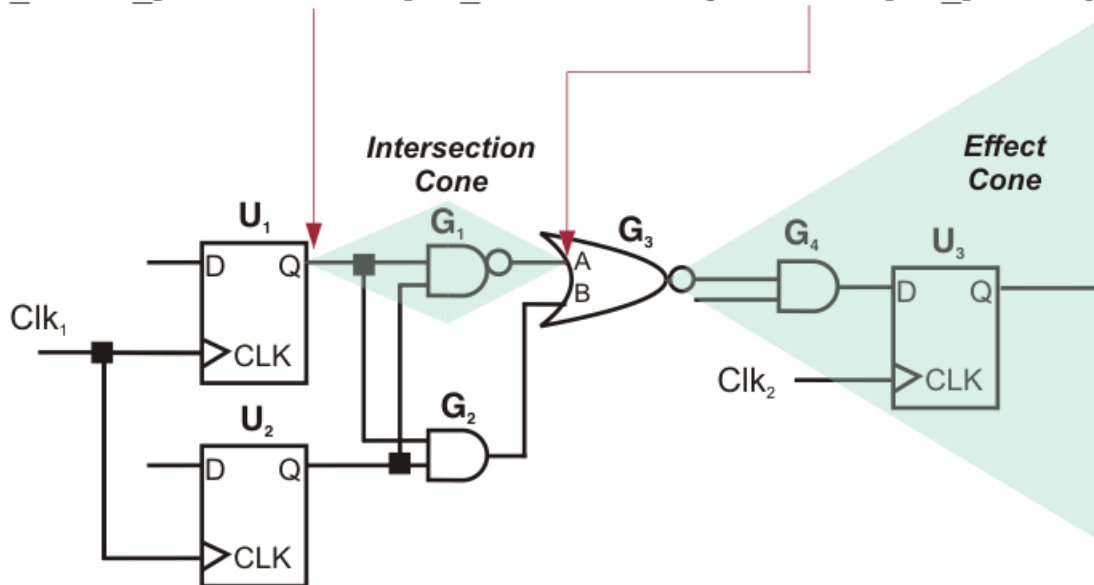 Intersection
Cone
Effect
Cone
U1
G1
G3
G4
U3
D
Q
A
B
D
Q
Clk1
CLK
Clk2
CLK
U2
G2
D
Q
CLK